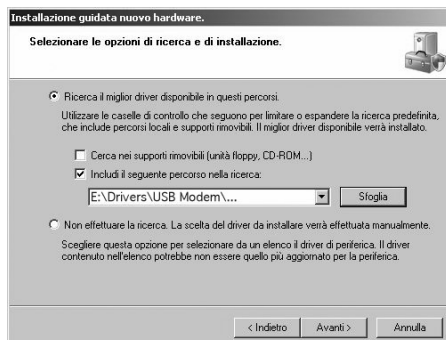 Installazione guidata nuovo hardware.
Selezionare le opzioni di ricerca e di installazione.
Ricerca il miglior driver disponibile in questi percorsi.
Utilizzare le caselle di controllo che seguono per limitare o espandere la ricerca predefinita,
che include percorsi locali e supporti rimovibili. Il miglior driver disponibile verrà installato.
Cerca nei supporti rimovibili (unità floppy, CD-ROM...)
Includi il seguente percorso nella ricerca:
E:\Drivers\USB Modem\...
Sfoglia
Non effettuare la ricerca. La scelta del driver da installare verrà effettuata manualmente.
Scegliere questa opzione per selezionare da un elenco il driver di periferica. Il driver
contenuto nell'elenco potrebbe non essere quello più aggiornato per la periferica.
< Indietro
Avanti >
Annulla